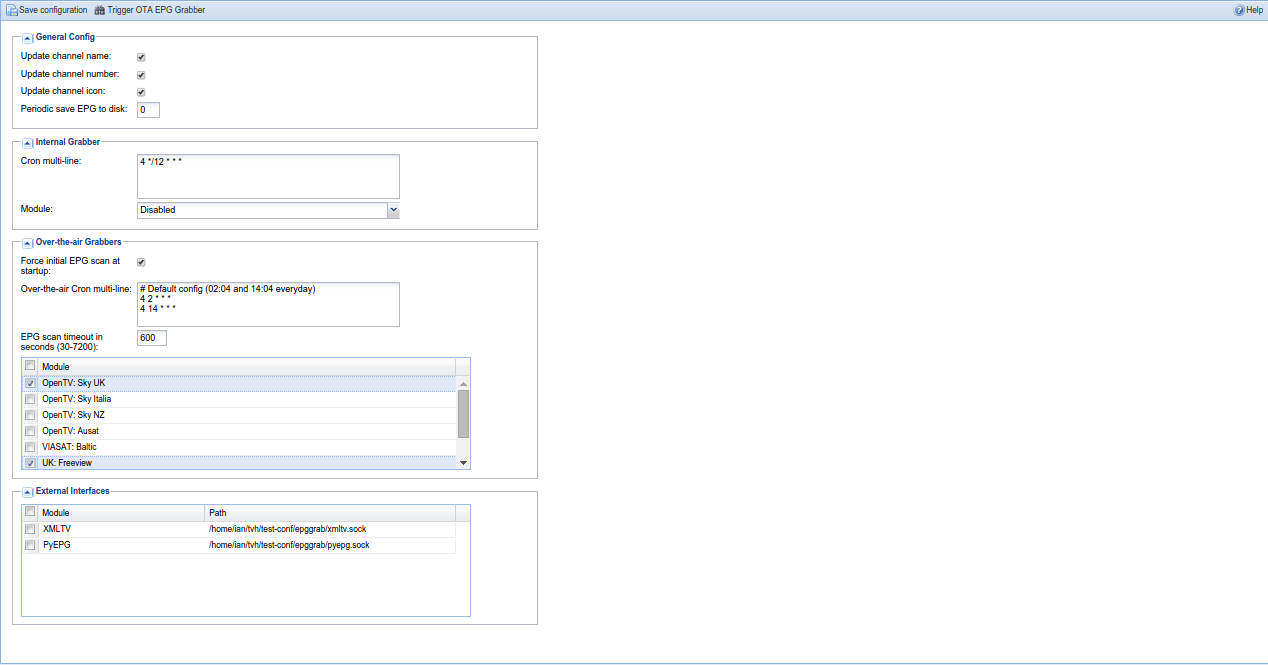 Save configuration Trigger OTA EPG Grabber Help
General Config
Update channel name:
Update channel number:
Update channel icon:
Periodic save EPG to disk: 0
Internal Grabber
Cron multi-line: 4 */12 * * *
Module: Disabled
Over-the-air Grabbers
Force initial EPG scan at
startup:
Over-the-air Cron multi-line: # Default config (02:04 and 14:04 everyday)
4 2 * * *
4 14 * * *
EPG scan timeout in
seconds (30-7200): 600
Module
OpenTV: Sky UK
OpenTV: Sky Italia
OpenTV: Sky NZ
OpenTV: Ausat
VIASAT: Baltic
UK: Freeview
External Interfaces
Module Path
XMLTV /home/ian/tvh/test-conf/epggrab/xmltv.sock
PyEPG /home/ian/tvh/test-conf/epggrab/pyepg.sock